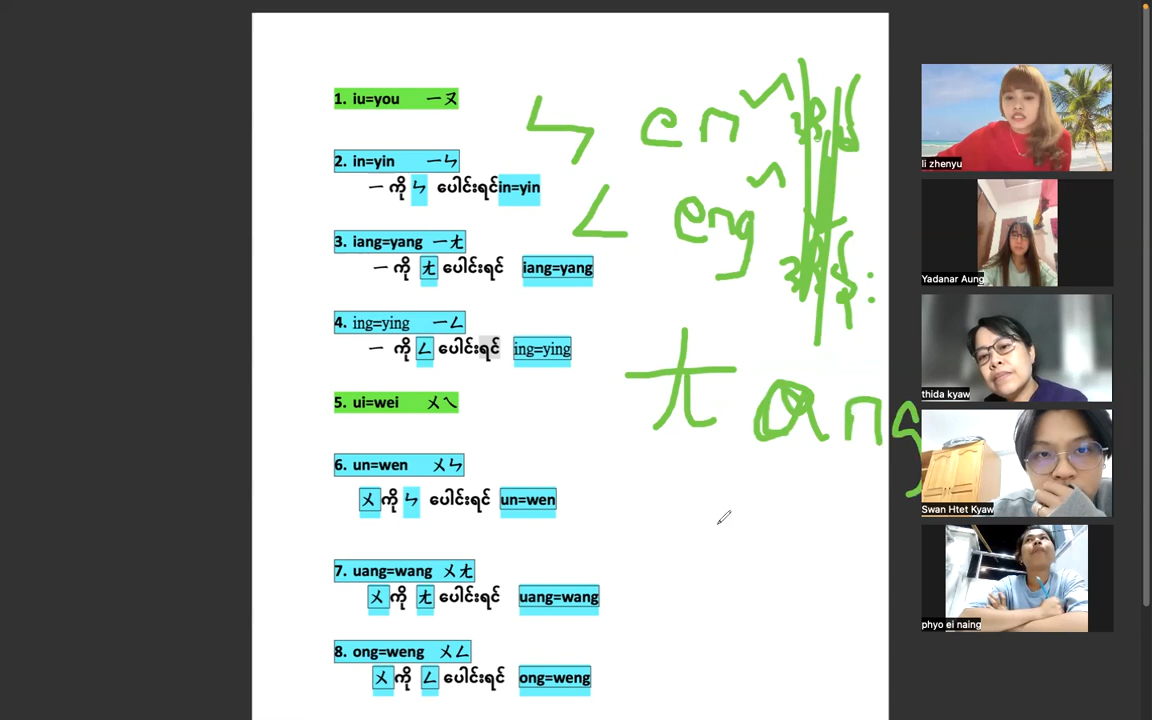 1. iu=you ㄧㄡ
2. in=yin ㄧㄣ
ㄧ ကို ㄣ ပေါင်းရင် in=yin
3. iang=yang ㄧㄤ
ㄧ ကို ㄤ ပေါင်းရင် iang=yang
4. ing=ying ㄧㄥ
ㄧ ကို ㄥ ပေါင်းရင် ing=ying
5. ui=wei ㄨㄟ
6. un=wen ㄨㄣ
ㄨ ကို ㄣ ပေါင်းရင် un=wen
7. uang=wang ㄨㄤ
ㄨ ကို ㄤ ပေါင်းရင် uang=wang
8. ong=weng ㄨㄥ
ㄨ ကို ㄥ ပေါင်းရင် ong=weng
ㄣ en
ㄥ eng
ㄤ ang
li zhenyu
Yadanar Aung
thida kyaw
Swan Htet Kyaw
phyo ei naing